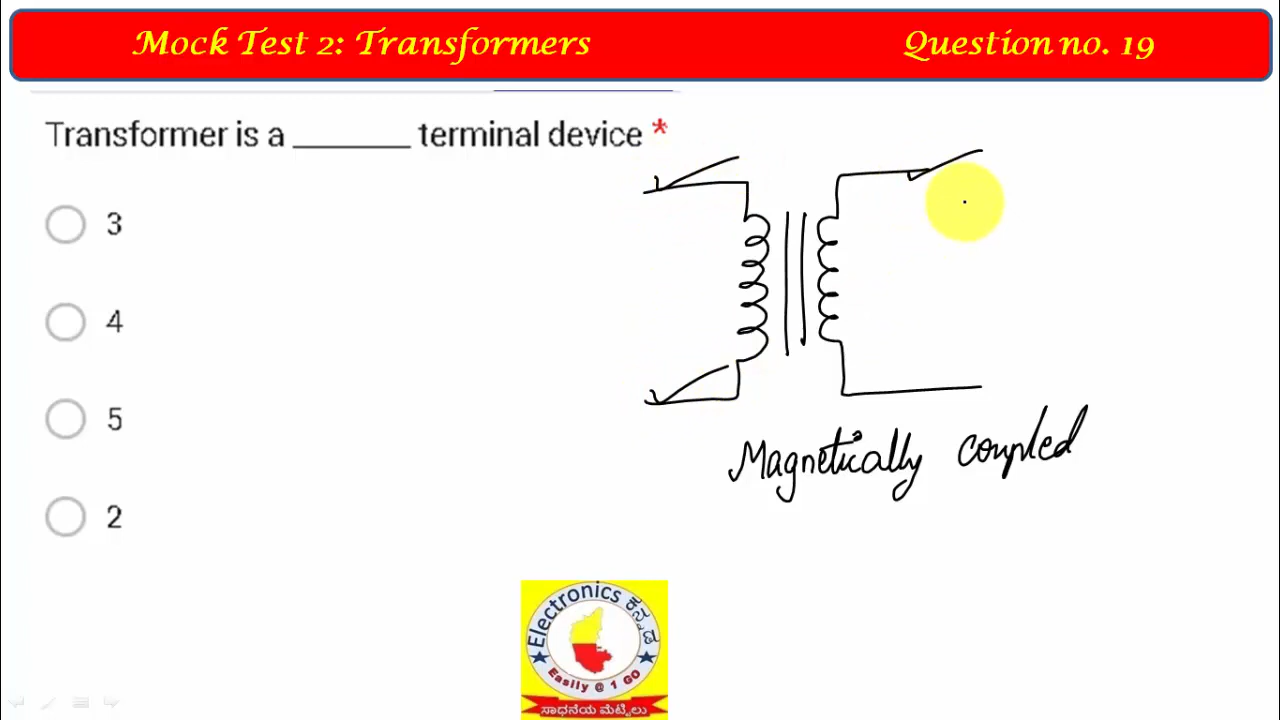 Mock Test 2: Transformers
Question no. 19
Transformer is a _______ terminal device *
3
4
5
2
Magnetically coupled
Electronics ಕನ್ನಡ
Easily @ 1 GO
ಸಾಧನೆಯ ಮೆಟ್ಟಿಲು